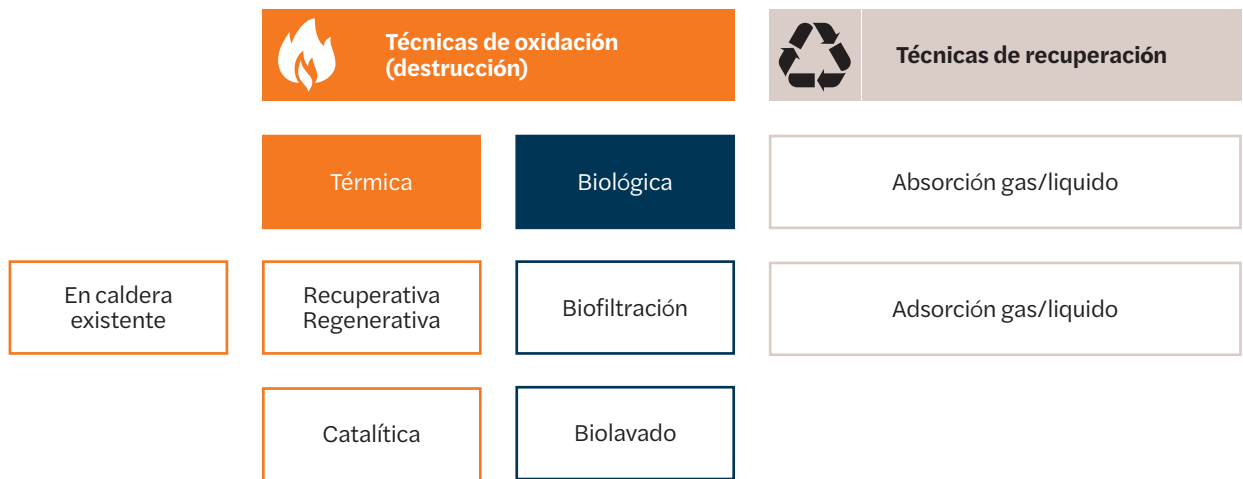 Técnicas de oxidación
(destrucción)
Técnicas de recuperación
Térmica
Biológica
Absorción gas/liquido
En caldera
existente
Recuperativa
Regenerativa
Biofiltración
Adsorción gas/liquido
Catalítica
Biolavado